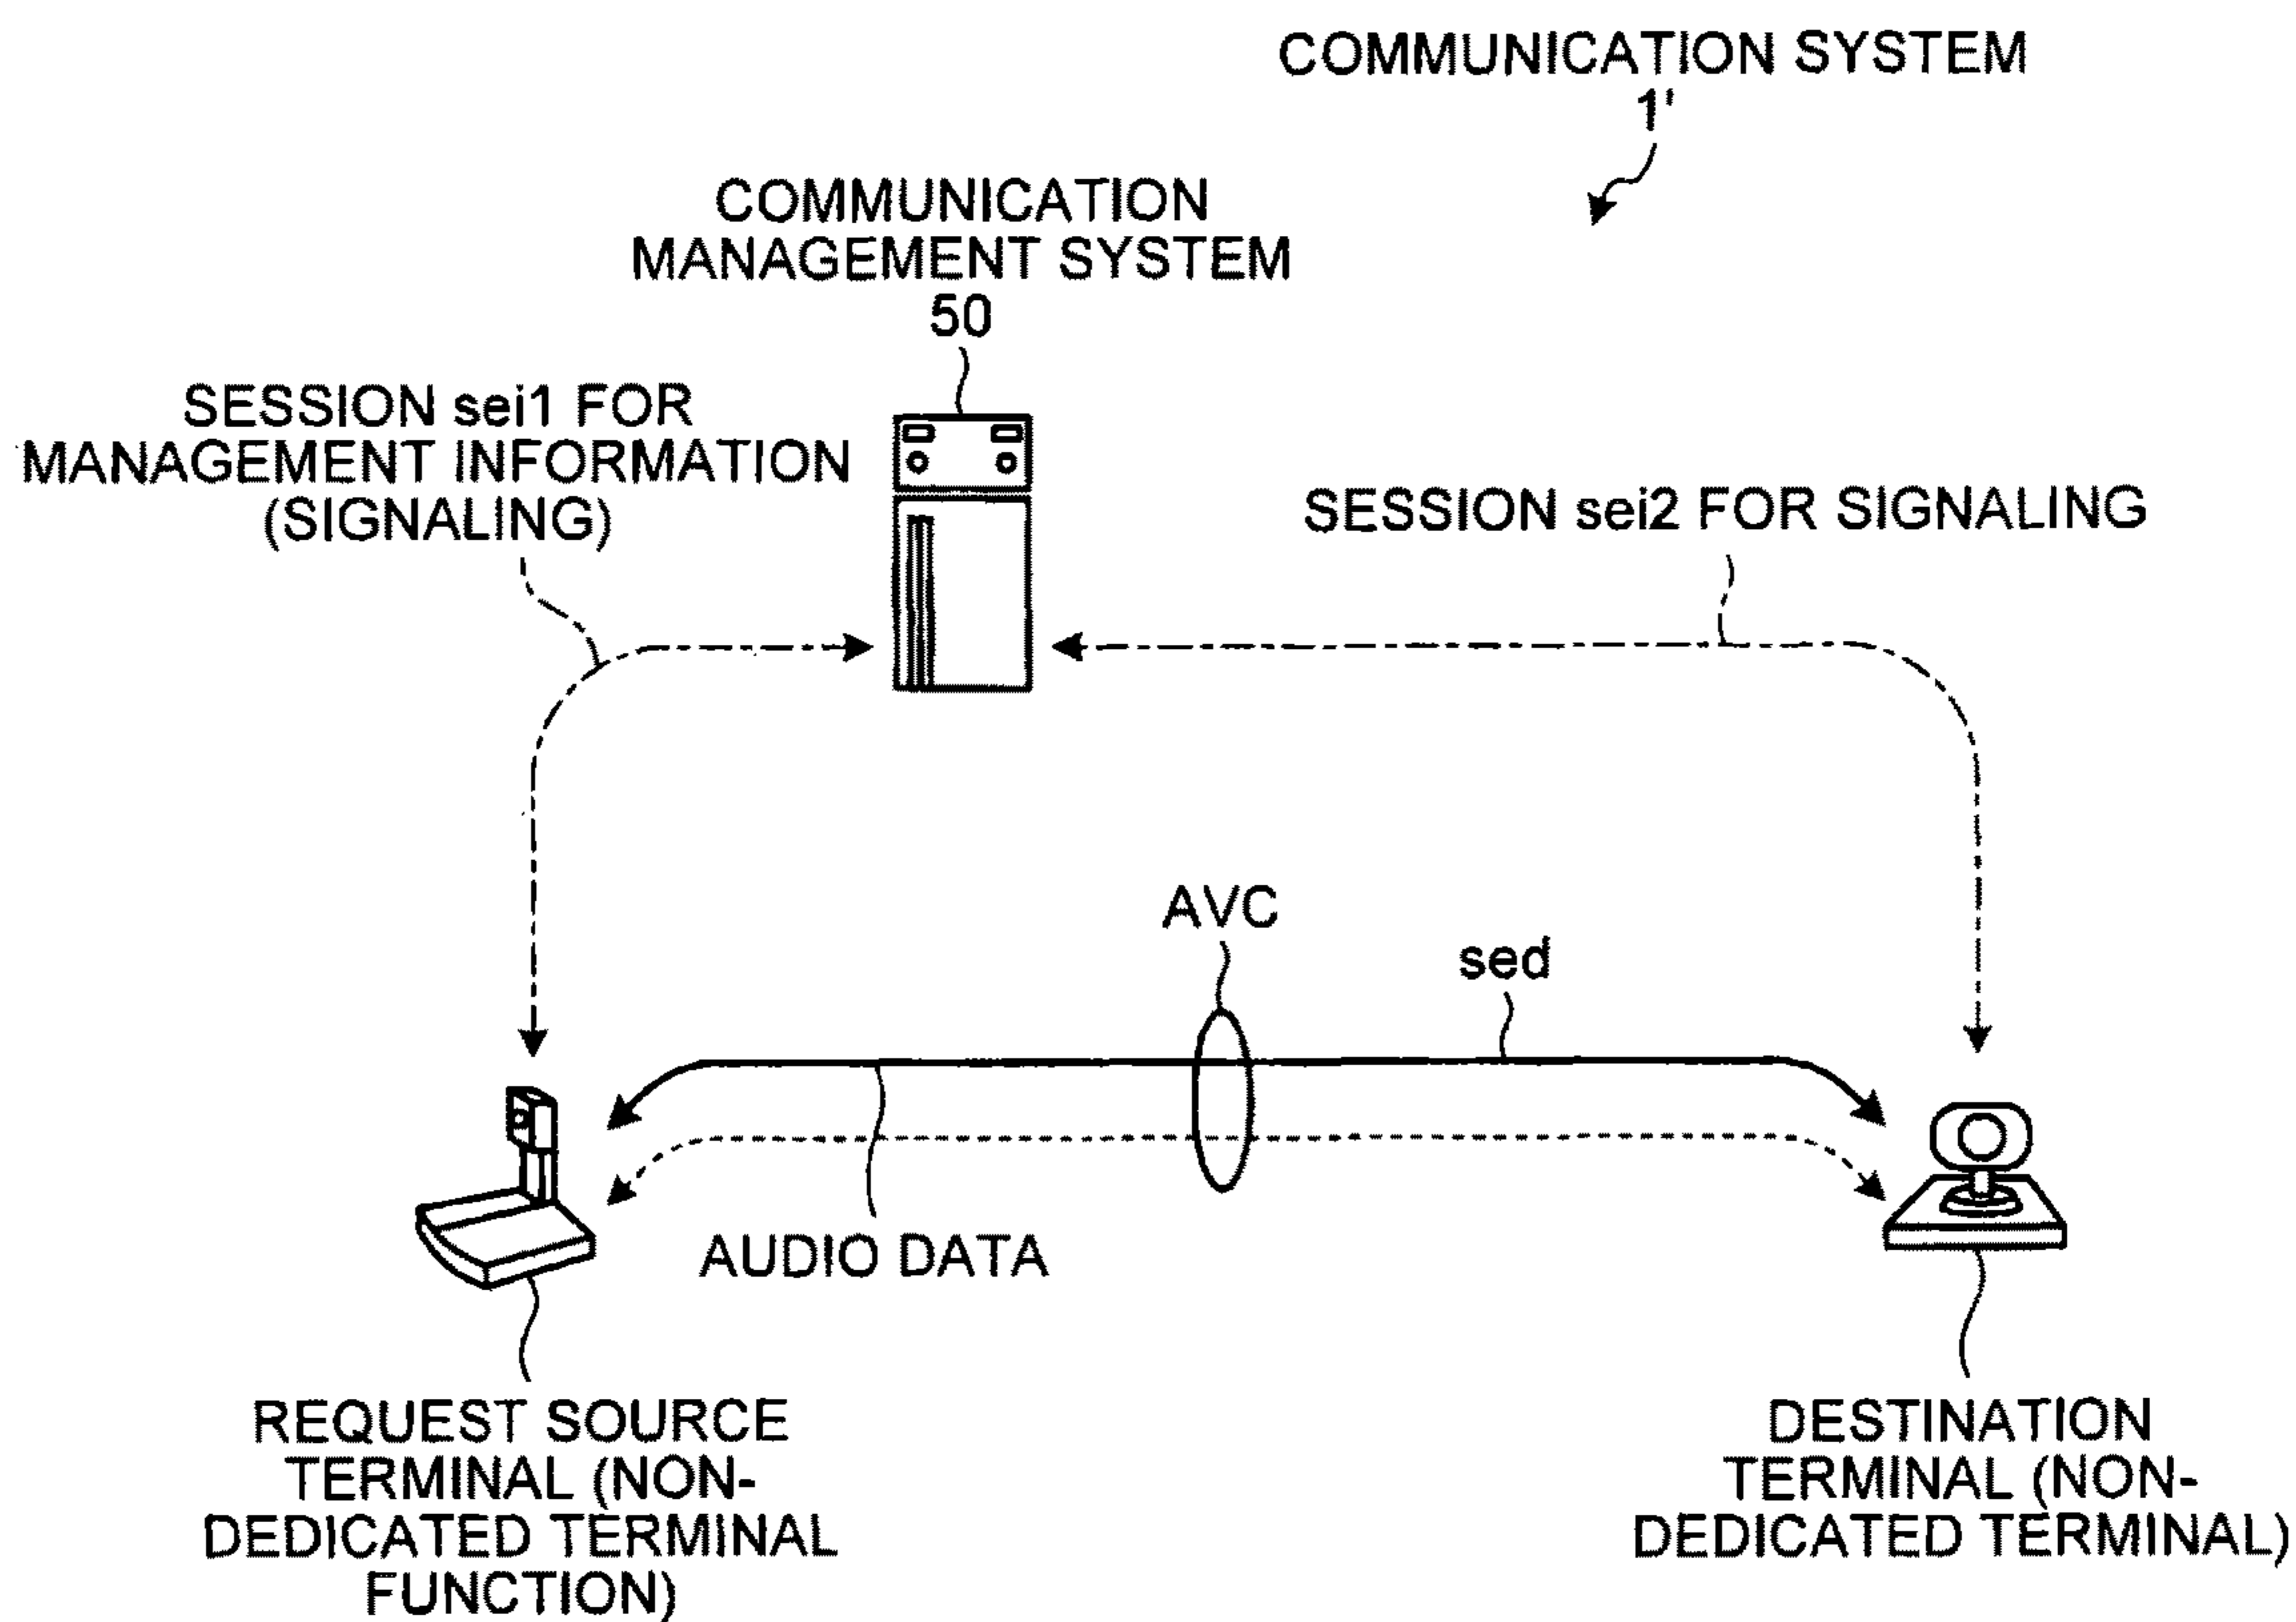 COMMUNICATION SYSTEM
1'
COMMUNICATION
MANAGEMENT SYSTEM
50
SESSION sei1 FOR
MANAGEMENT INFORMATION
(SIGNALING)
SESSION sei2 FOR SIGNALING
AVC
sed
AUDIO DATA
REQUEST SOURCE
TERMINAL (NON-
DEDICATED TERMINAL
FUNCTION)
DESTINATION
TERMINAL (NON-
DEDICATED TERMINAL)